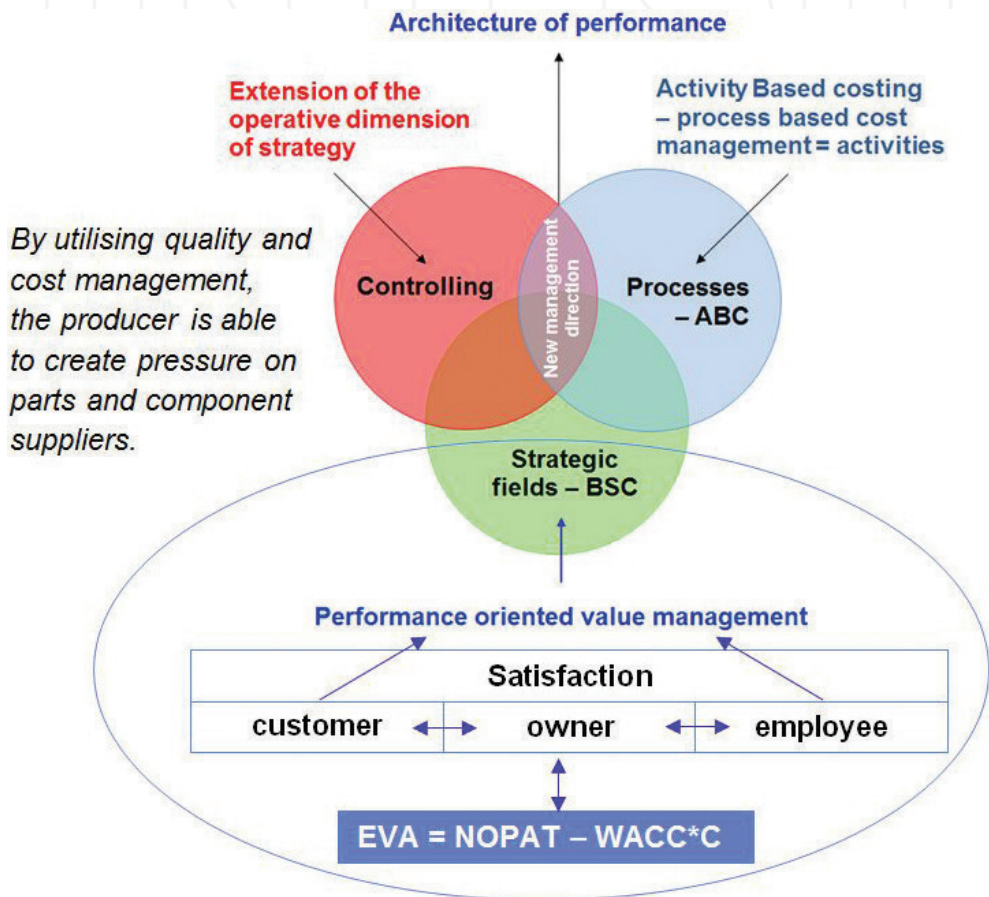 Architecture of performance
Extension of the
operative dimension
of strategy
Activity Based costing
– process based cost
management = activities
By utilising quality and
cost management,
the producer is able
to create pressure on
parts and component
suppliers.
Controlling
New management
direction
Processes
– ABC
Strategic
fields – BSC
Performance oriented value management
Satisfaction
customer
owner
employee
EVA = NOPAT – WACC*C